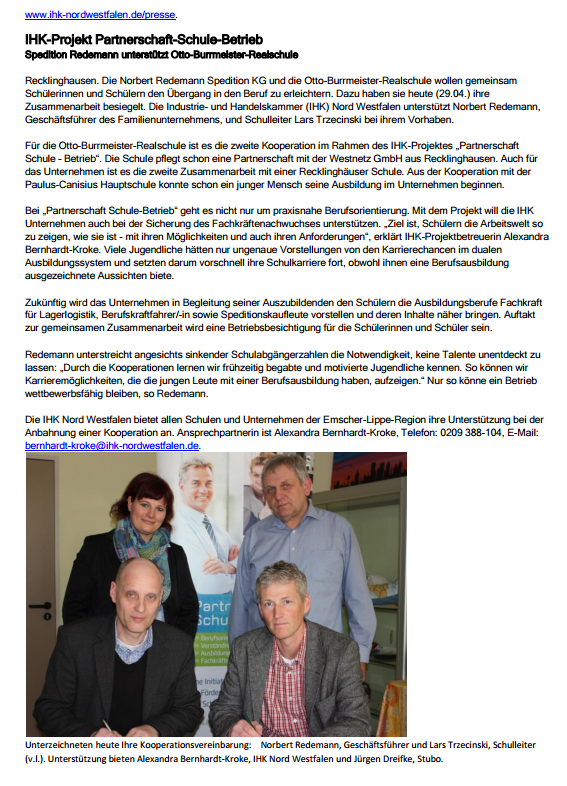 www.ihk-nordwestfalen.de/presse.
IHK-Projekt Partnerschaft-Schule-Betrieb
Spedition Redemann unterstützt Otto-Burrmeister-Realschule
Recklinghausen. Die Norbert Redemann Spedition KG und die Otto-Burrmeister-Realschule wollen gemeinsam
Schülerinnen und Schülern den Übergang in den Beruf zu erleichtern. Dazu haben sie heute (29.04.) ihre
Zusammenarbeit besiegelt. Die Industrie- und Handelskammer (IHK) Nord Westfalen unterstützt Norbert Redemann,
Geschäftsführer des Familienunternehmens, und Schulleiter Lars Trzecinski bei ihrem Vorhaben.
Für die Otto-Burrmeister-Realschule ist es die zweite Kooperation im Rahmen des IHK-Projektes „Partnerschaft
Schule - Betrieb“. Die Schule pflegt schon eine Partnerschaft mit der Westnetz GmbH aus Recklinghausen. Auch für
das Unternehmen ist es die zweite Zusammenarbeit mit einer Recklinghäuser Schule. Aus der Kooperation mit der
Paulus-Canisius Hauptschule konnte schon ein junger Mensch seine Ausbildung im Unternehmen beginnen.
Bei „Partnerschaft Schule-Betrieb“ geht es nicht nur um praxisnahe Berufsorientierung. Mit dem Projekt will die IHK
Unternehmen auch bei der Sicherung des Fachkräftenachwuchses unterstützen. „Ziel ist, Schülern die Arbeitswelt so
zu zeigen, wie sie ist - mit ihren Möglichkeiten und auch ihren Anforderungen“, erklärt IHK-Projektbetreuerin Alexandra
Bernhardt-Kroke. Viele Jugendliche hätten nur ungenaue Vorstellungen von den Karrierechancen im dualen
Ausbildungssystem und setzten darum vorschnell ihre Schulkarriere fort, obwohl ihnen eine Berufsausbildung
ausgezeichnete Aussichten biete.
Zukünftig wird das Unternehmen in Begleitung seiner Auszubildenden den Schülern die Ausbildungsberufe Fachkraft
für Lagerlogistik, Berufskraftfahrer/-in sowie Speditionskaufleute vorstellen und deren Inhalte näher bringen. Auftakt
zur gemeinsamen Zusammenarbeit wird eine Betriebsbesichtigung für die Schülerinnen und Schüler sein.
Redemann unterstreicht angesichts sinkender Schulabgängerzahlen die Notwendigkeit, keine Talente unentdeckt zu
lassen: „Durch die Kooperationen lernen wir frühzeitig begabte und motivierte Jugendliche kennen. So können wir
Karrieremöglichkeiten, die die jungen Leute mit einer Berufsausbildung haben, aufzeigen.“ Nur so könne ein Betrieb
wettbewerbsfähig bleiben, so Redemann.
Die IHK Nord Westfalen bietet allen Schulen und Unternehmen der Emscher-Lippe-Region ihre Unterstützung bei der
Anbahnung einer Kooperation an. Ansprechpartnerin ist Alexandra Bernhardt-Kroke, Telefon: 0209 388-104, E-Mail:
bernhardt-kroke@ihk-nordwestfalen.de.
Partn
Schul
Unterzeichneten heute Ihre Kooperationsvereinbarung: Norbert Redemann, Geschäftsführer und Lars Trzecinski, Schulleiter
(v.l.). Unterstützung bieten Alexandra Bernhardt-Kroke, IHK Nord Westfalen und Jürgen Dreifke, Stubo.